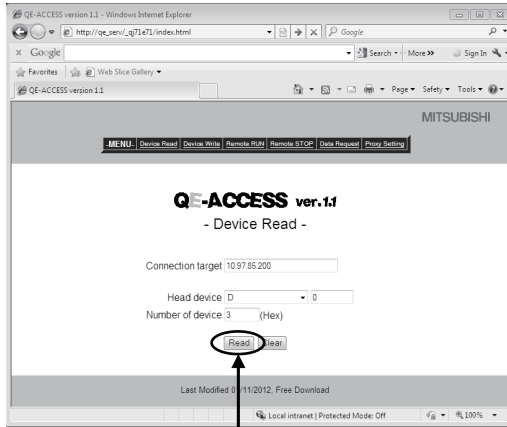 QE-ACCESS version 1.1 - Windows Internet Explorer
http://qe_serv/_qj71e71/index.html
Google
x Google
Search
More >>
Sign In
Favorites
Web Slice Gallery
QE-ACCESS version 1.1
Page
Safety
Tools
MITSUBISHI
-MENU- Device Read Device Write Remote RUN Remote STOP Data Request Proxy Setting
QE-ACCESS ver.1.1
- Device Read -
Connection target 10.97.85.200
Head device D 0
Number of device 3 (Hex)
Read Clear
Last Modified /11/2012, Free Download
Local intranet | Protected Mode: Off
100%